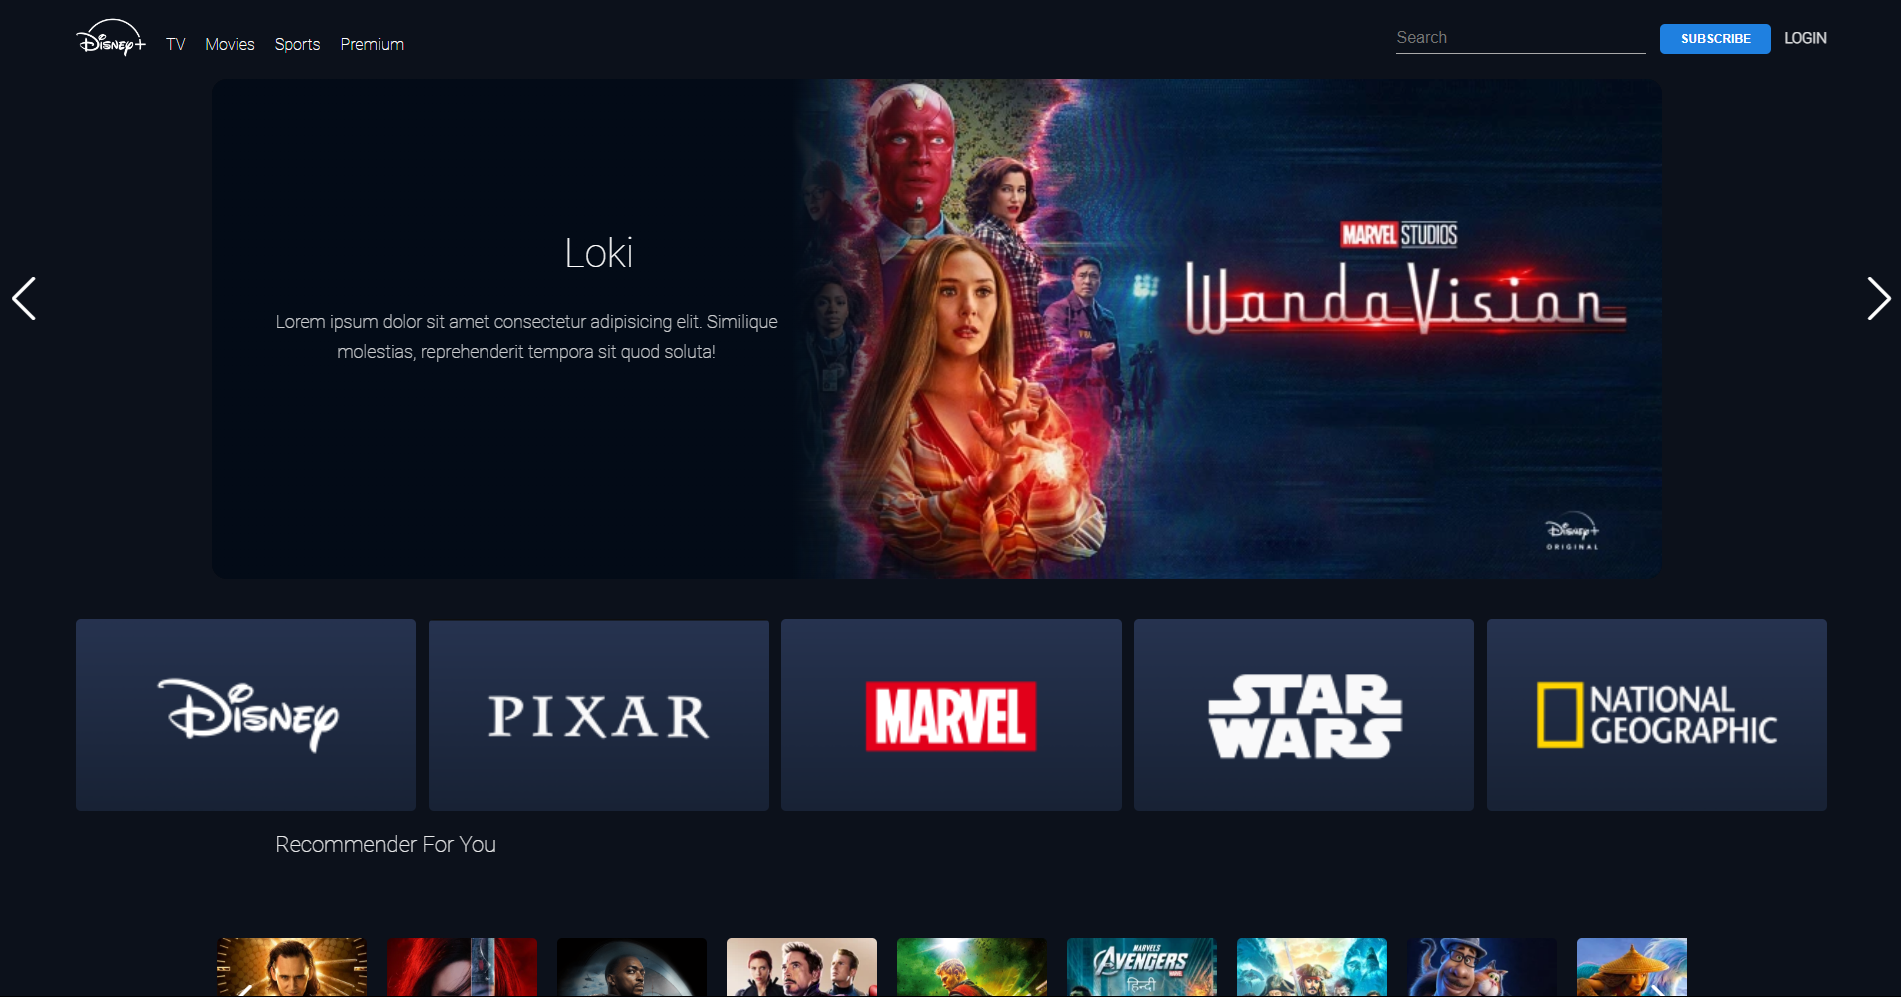 Disney+
TV
Movies
Sports
Premium
Search
SUBSCRIBE
LOGIN
Loki
Lorem ipsum dolor sit amet consectetur adipisicing elit. Similique
molestias, reprehenderit tempora sit quod soluta!
MARVEL STUDIOS
WandaVision
Disney+
ORIGINAL
Disney
PIXAR
MARVEL
STAR
WARS
NATIONAL
GEOGRAPHIC
Recommender For You
MARVEL'S
AVENGERS
MARVEL
हिन्दी